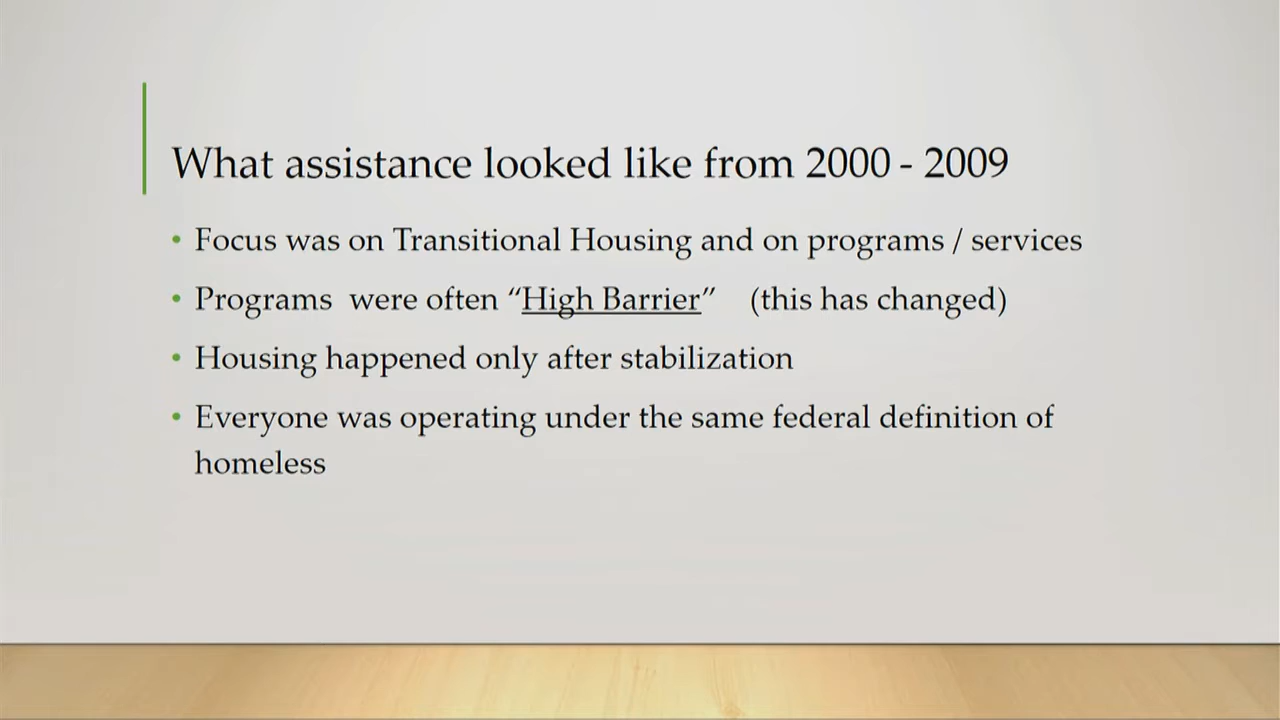 What assistance looked like from 2000 - 2009
• Focus was on Transitional Housing and on programs / services
• Programs were often “High Barrier” (this has changed)
• Housing happened only after stabilization
• Everyone was operating under the same federal definition of
homeless